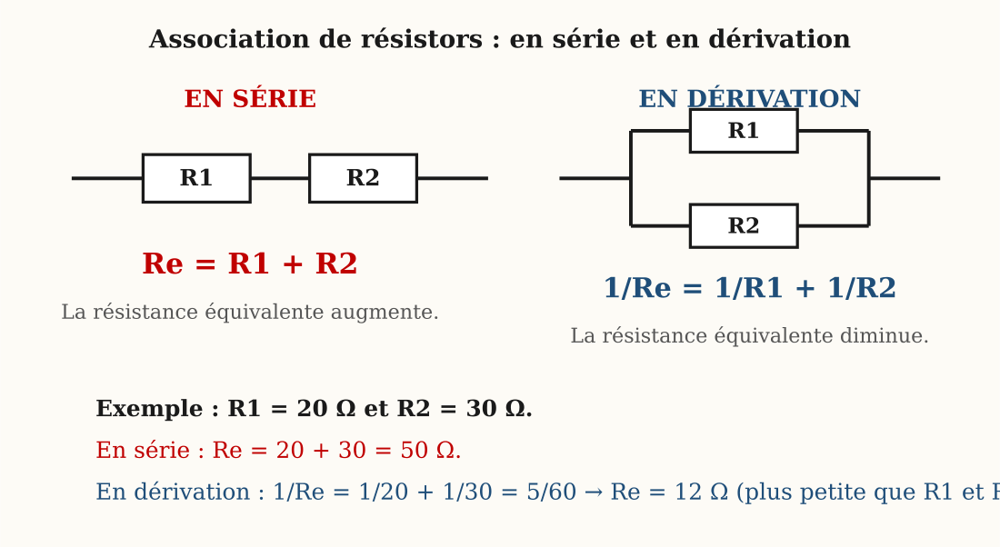 Association de résistors : en série et en dérivation
EN SÉRIE
R1
R2
Re = R1 + R2
La résistance équivalente augmente.
EN DÉRIVATION
R1
R2
1/Re = 1/R1 + 1/R2
La résistance équivalente diminue.
Exemple : R1 = 20 Ω et R2 = 30 Ω.
En série : Re = 20 + 30 = 50 Ω.
En dérivation : 1/Re = 1/20 + 1/30 = 5/60 → Re = 12 Ω (plus petite que R1 et